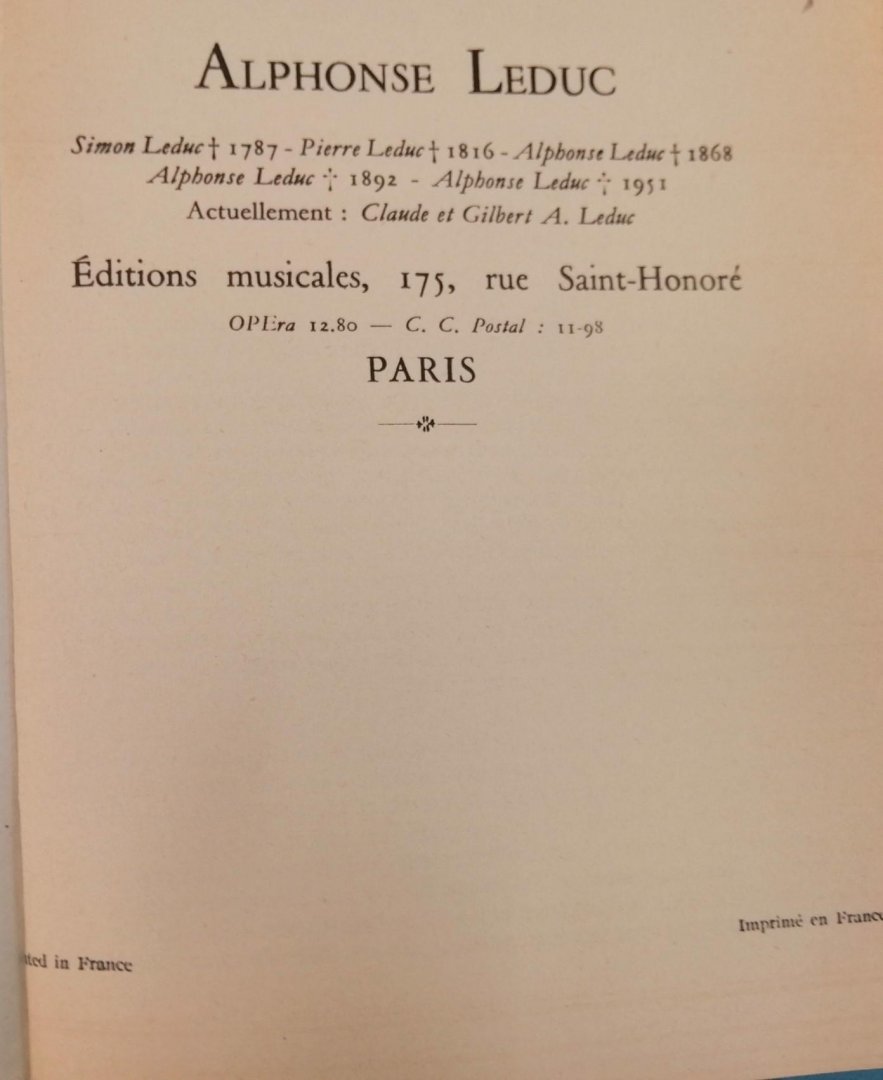 ALPHONSE LEDUC
Simon Leduc † 1787 - Pierre Leduc † 1816 - Alphonse Leduc † 1868
Alphonse Leduc † 1892 - Alphonse Leduc † 1951
Actuellement : Claude et Gilbert A. Leduc
Éditions musicales, 175, rue Saint-Honoré
OPEra 12.80 — C. C. Postal : 11-98
PARIS
Imprimé en France
in France